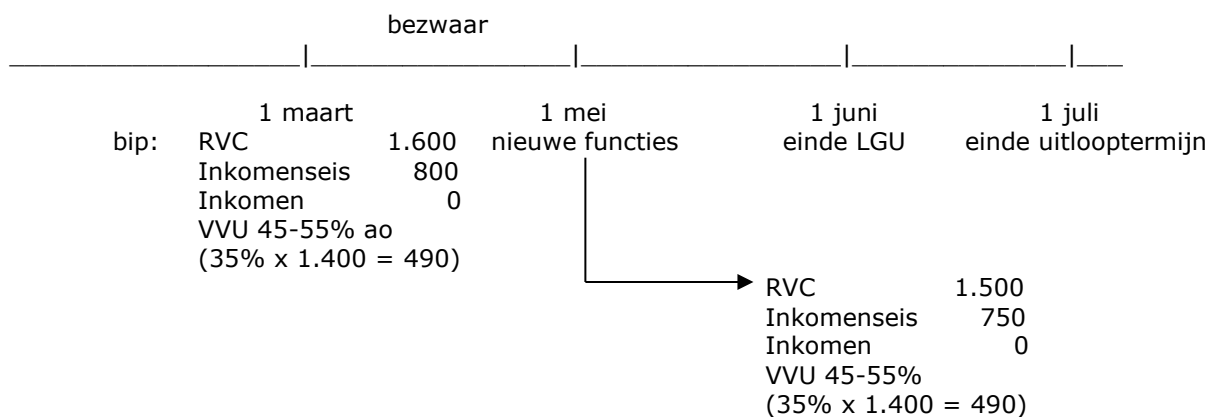 bezwaar
1 maart 1 mei 1 juni 1 juli
bip: RVC 1.600 nieuwe functies einde LGU einde uitlooptermijn
Inkomenseis 800
Inkomen 0
VVU 45-55% ao
(35% x 1.400 = 490)
RVC 1.500
Inkomenseis 750
Inkomen 0
VVU 45-55%
(35% x 1.400 = 490)